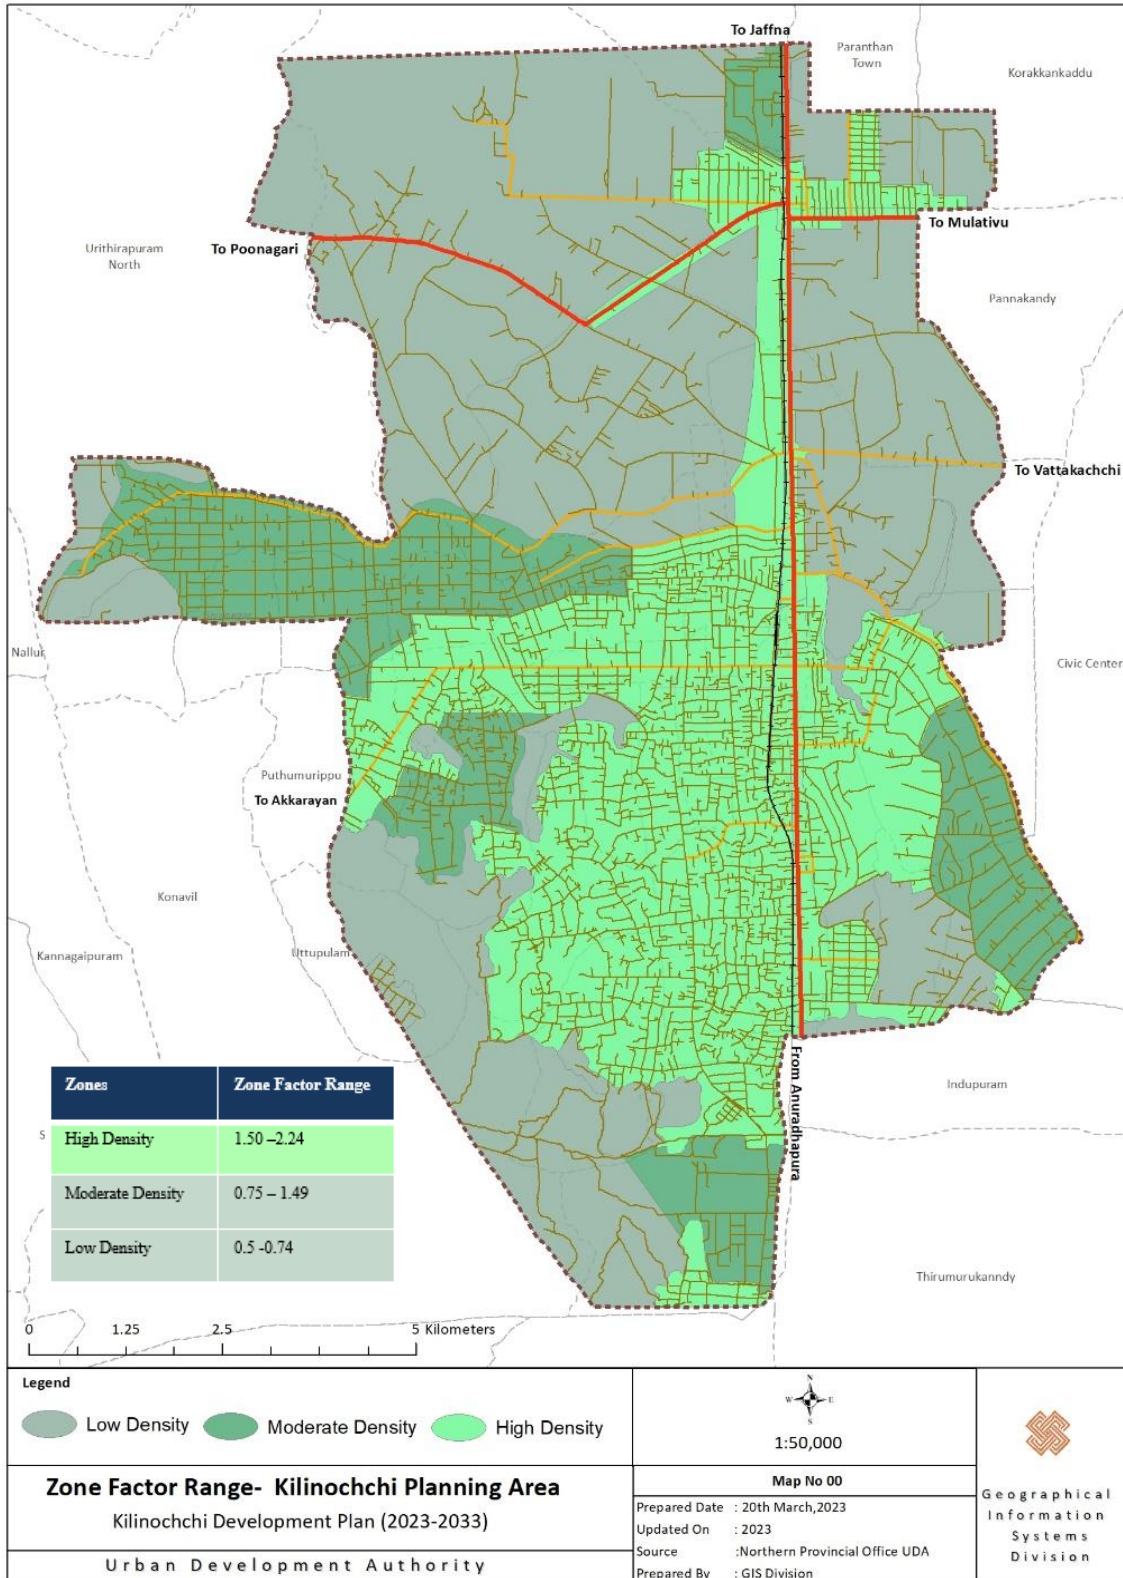 To Jaffna
Paranthan
Town
Korakkankaddu
To Mulativu
Urithirapuram
North
To Poonagari
Pannakandy
To Vattakachchi
Nallur
Civic Center
Puthumurippu
To Akkarayan
Konavil
Kannagaipuram
Uttupulam
From Anuradhapura
Indupuram
Thirumurukanndy
Zones Zone Factor Range
S
High Density 1.50 –2.24
Moderate Density 0.75 – 1.49
Low Density 0.5 -0.74
0 1.25 2.5 5 Kilometers
Legend
Low Density Moderate Density High Density
N
W E
S
1:50,000
Zone Factor Range- Kilinochchi Planning Area
Kilinochchi Development Plan (2023-2033)
Urban Development Authority
Map No 00
Prepared Date : 20th March,2023
Updated On : 2023
Source :Northern Provincial Office UDA
Prepared By : GIS Division
Geographical
Information
Systems
Division